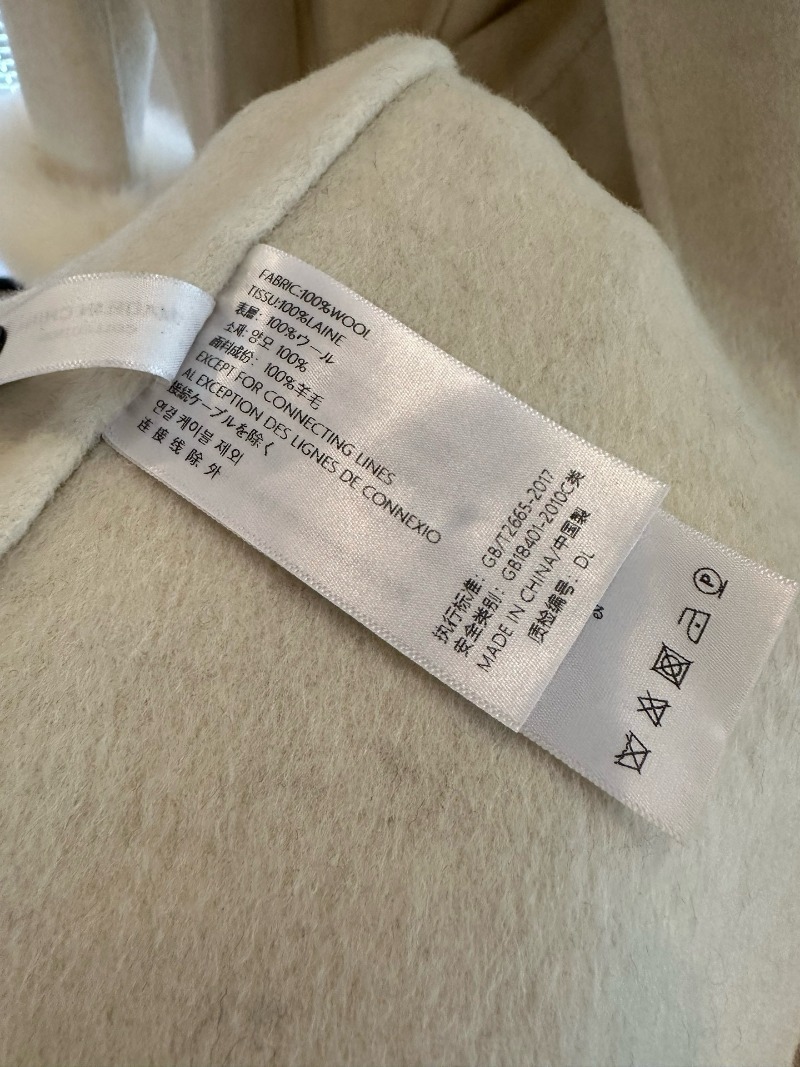 FABRIC:100%WOOL
TISSU:100%LAINE
表層: 100%ウール
소재: 양모 100%
面料成份: 100%羊毛
EXCEPT FOR CONNECTING LINES
AL EXCEPTION DES LIGNES DE CONNEXIO
接続ケーブルを除く
연결 케이블 제외
连接线除外
执行标准: GB/T2665-2017
安全类别: GB18401-2010C类
MADE IN CHINA/中国製
质检编号: DL
P